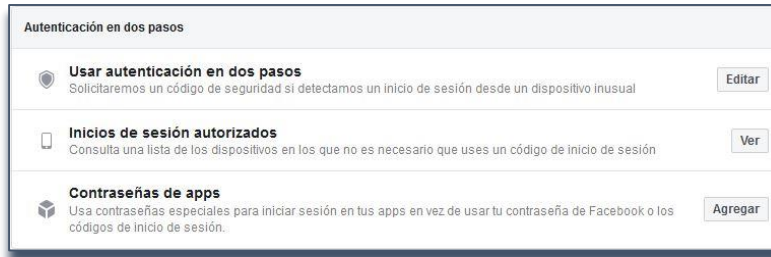 Autenticación en dos pasos
Usar autenticación en dos pasos
Solicitaremos un código de seguridad si detectamos un inicio de sesión desde un dispositivo inusual
Editar
Inicios de sesión autorizados
Consulta una lista de los dispositivos en los que no es necesario que uses un código de inicio de sesión
Ver
Contraseñas de apps
Usa contraseñas especiales para iniciar sesión en tus apps en vez de usar tu contraseña de Facebook o los
códigos de inicio de sesión.
Agregar